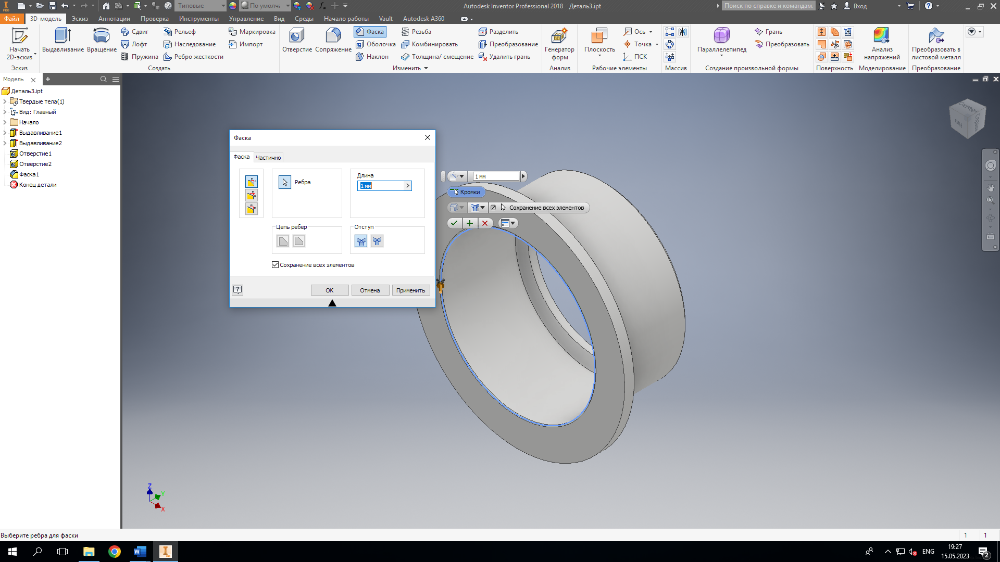 Типовые
По умолча
Autodesk Inventor Professional 2018 Деталь3.ipt
Поиск по справке и командам.
Вход
PRO
Файл 3D-модель Эскиз Аннотации Проверка Инструменты Управление Вид Среды Начало работы Vault Autodesk A360
Начать
2D-эскиз
Эскиз
Выдавливание
Вращение
Сдвиг
Лофт
Пружина
Рельеф
Наследование
Ребро жесткости
Маркировка
Импорт
Создать
Отверстие
Сопряжение
Фаска
Оболочка
Наклон
Резьба
Комбинировать
Толщина/ смещение
Разделить
Преобразование
Удалить грань
Изменить
Генератор
форм
Анализ
Плоскость
Ось
Точка
ПСК
Рабочие элементы
Массив
Параллелепипед
Грань
Преобразовать
Создание произвольной формы
Поверхность
Анализ
напряжений
Моделирование
Преобразовать в
листовой металл
Преобразование
Модель
Деталь3.ipt
Твердые тела(1)
Вид: Главный
Начало
Выдавливание1
Выдавливание2
Отверстие1
Отверстие2
Фаска1
Конец детали
Фаска
Фаска Частично
Ребра
Длина
1 мм
Цепь ребер
Отступ
Сохранение всех элементов
ОК Отмена Применить
1 мм
Кромки
Сохранение всех элементов
Спереди
Справа
Низ
Z
Y
X
Выберите ребра для фаски
1 1
ENG
19:27
15.05.2023
2